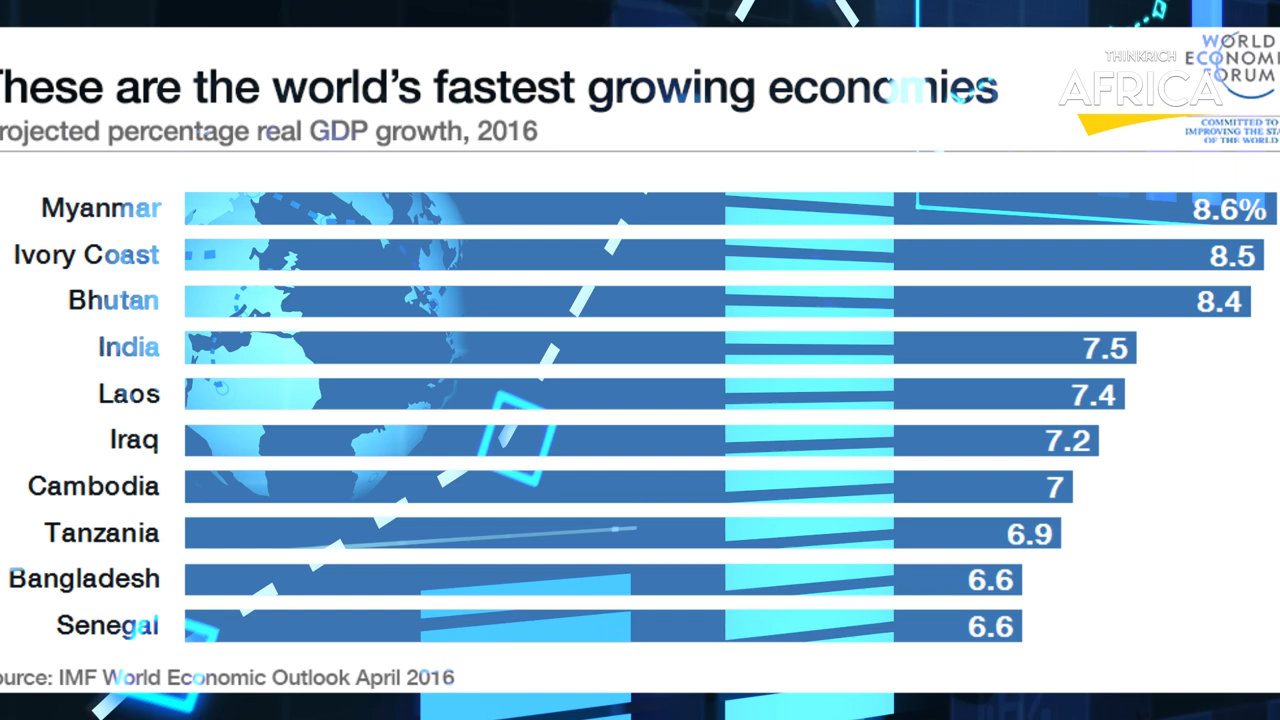 These are the world's fastest growing economies
rojected percentage real GDP growth, 2016
THINKRICH
AFRICA
WORLD
ECONOMI
FORUM
COMMITTED TO
IMPROVING THE STA
OF THE WORLD
Myanmar 8.6%
Ivory Coast 8.5
Bhutan 8.4
India 7.5
Laos 7.4
Iraq 7.2
Cambodia 7
Tanzania 6.9
Bangladesh 6.6
Senegal 6.6
ource: IMF World Economic Outlook April 2016